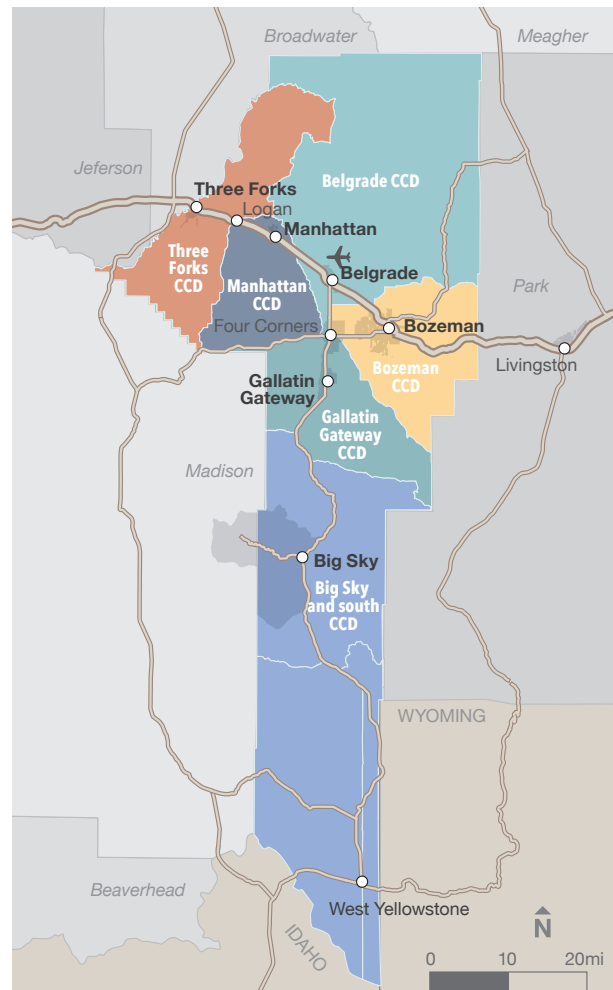 Broadwater
Meagher
Jeferson
Belgrade CCD
Three Forks
Logan
Manhattan
Three
Forks
CCD
Belgrade
Manhattan
CCD
Park
Four Corners
Bozeman
Livingston
Bozeman
CCD
Gallatin
Gateway
Gallatin
Gateway
CCD
Madison
Big Sky
Big Sky
and south
CCD
WYOMING
Beaverhead
West Yellowstone
IDAHO
N
0 10 20mi